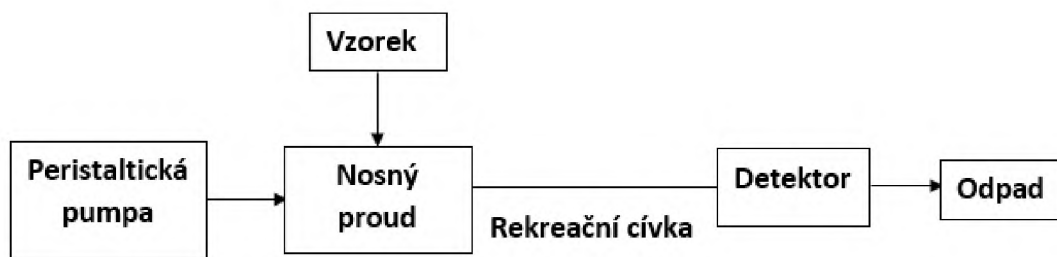 Vzorek
Peristaltická
pumpa
Nosný
proud
Rekreační cívka
Detektor
Odpad